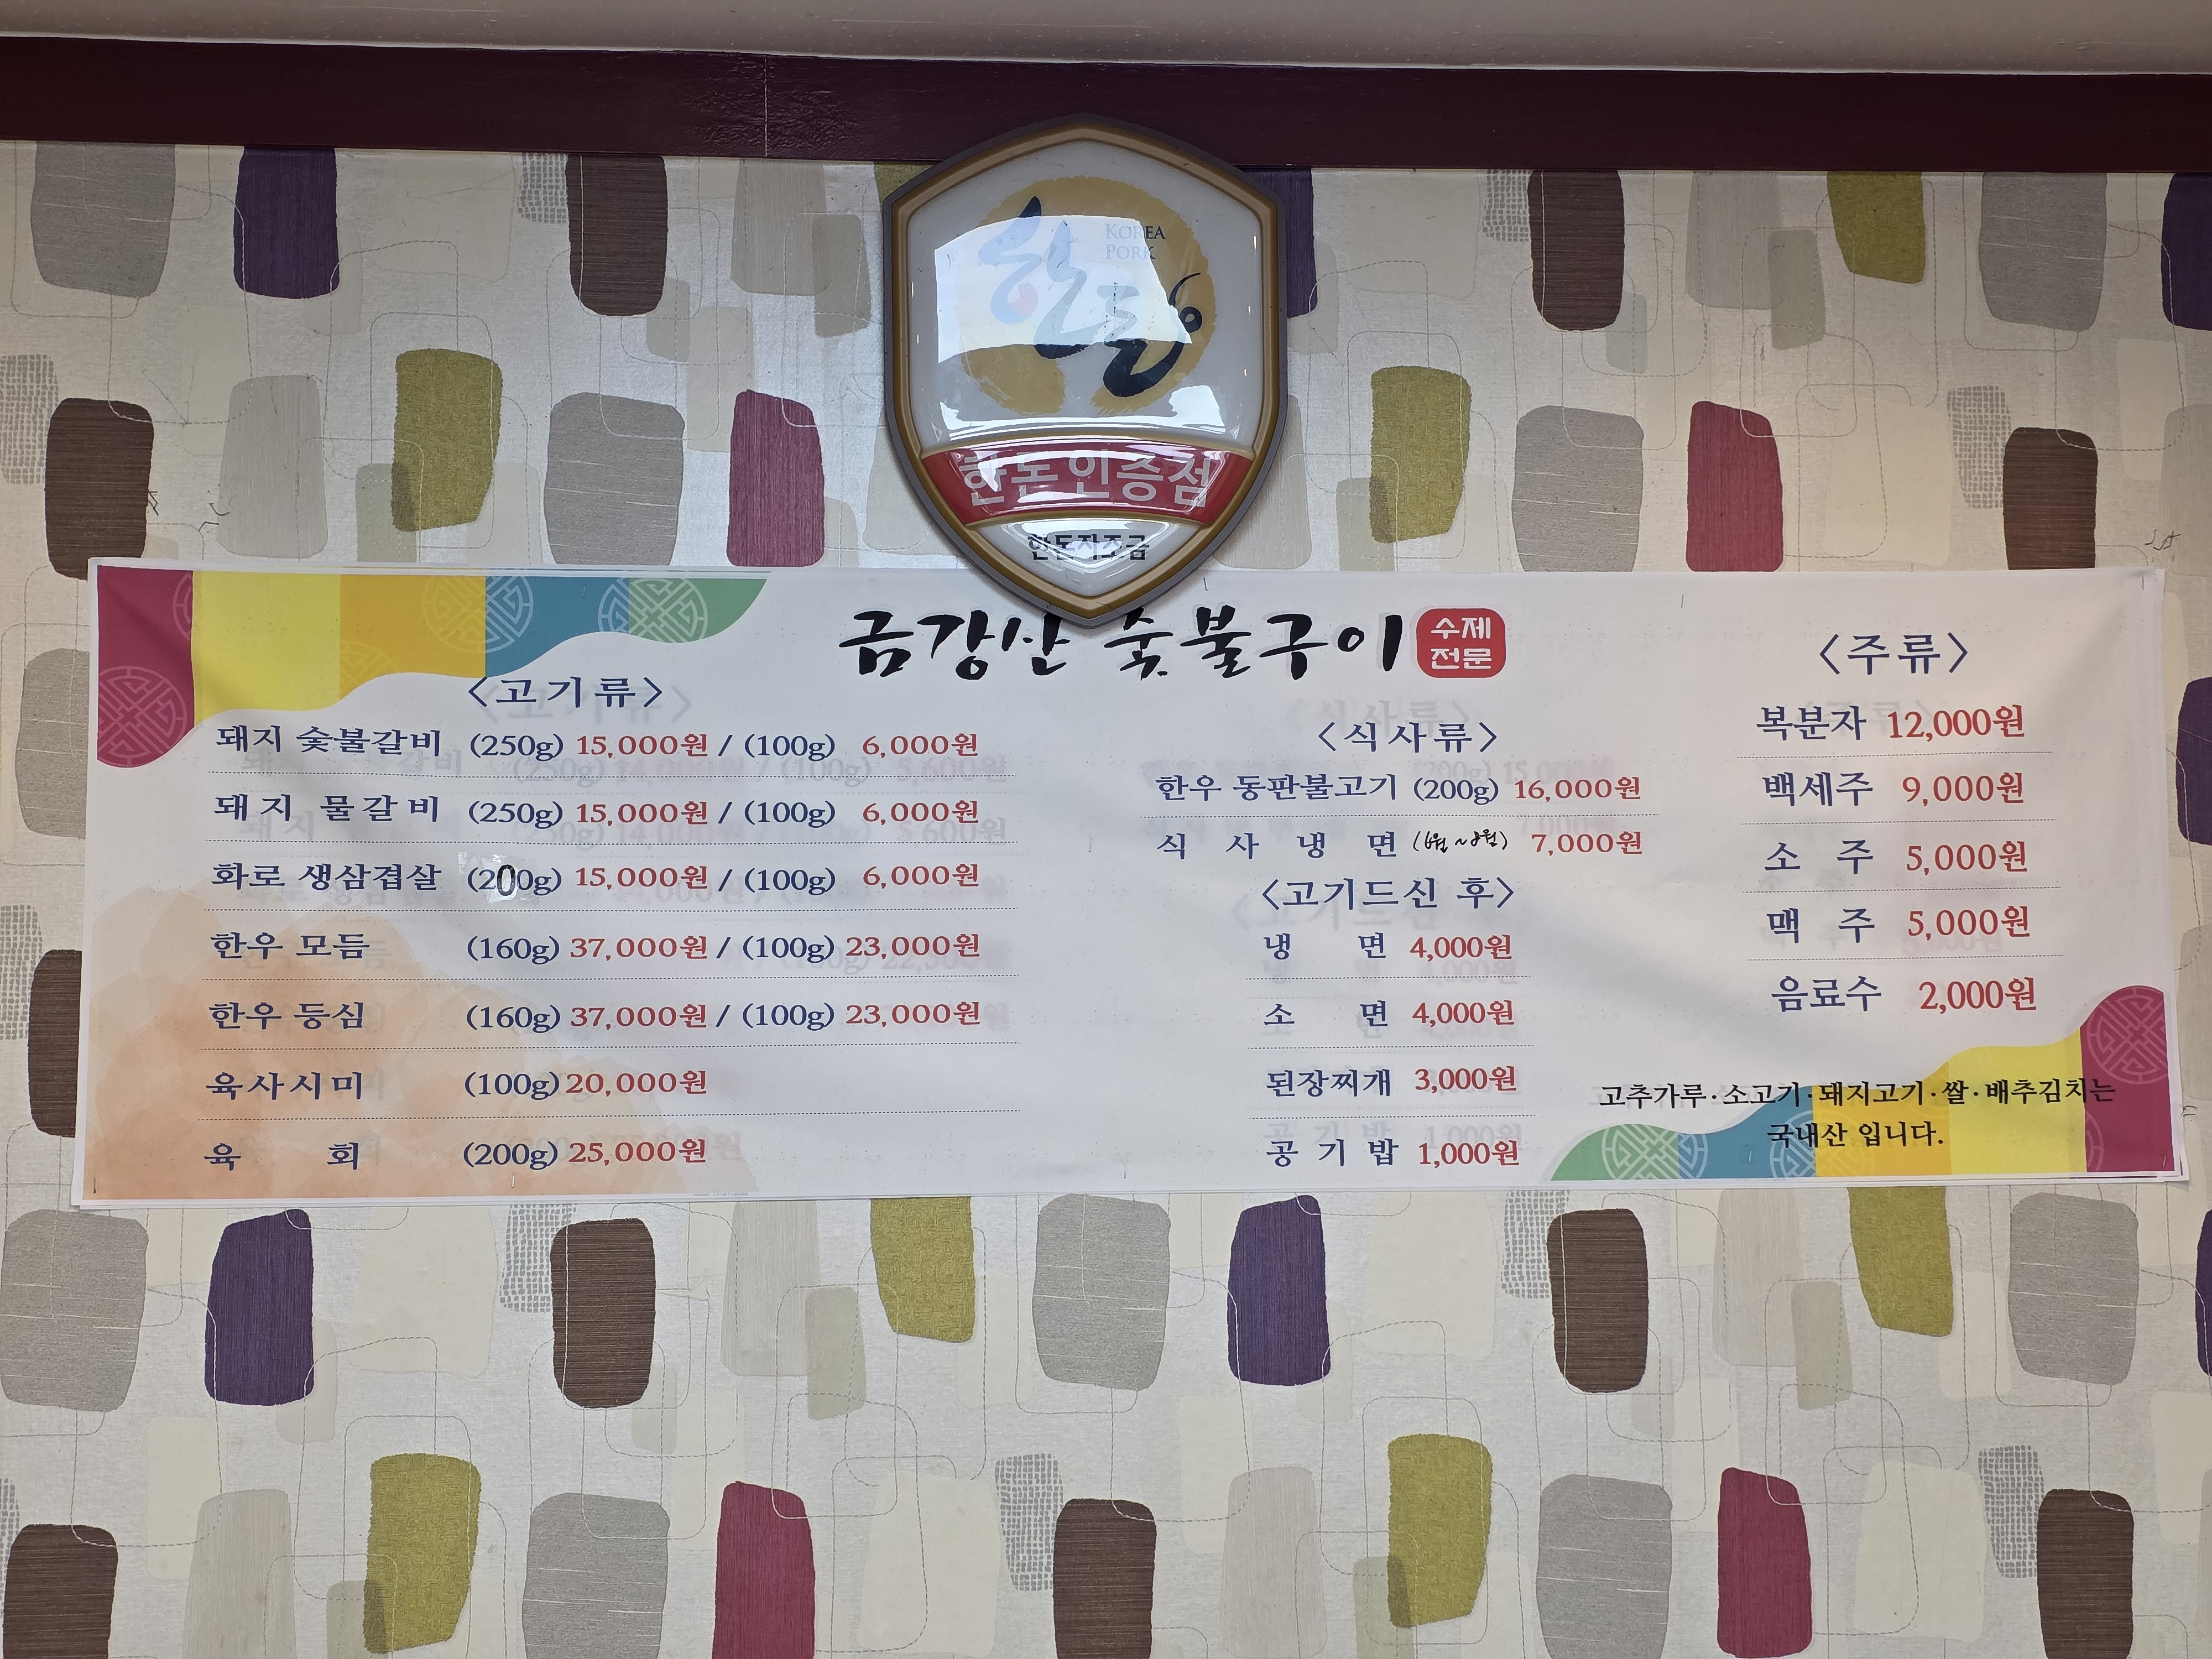 KOREA
PORK
한돈
한돈인증점
한돈자조금
금강산 숯불구이
수제
전문
<고기류>
돼지 숯불갈비 (250g) 15,000원 / (100g) 6,000원
돼지 물갈비 (250g) 15,000원 / (100g) 6,000원
화로 생삼겹살 (200g) 15,000원 / (100g) 6,000원
한우 모듬 (160g) 37,000원 / (100g) 23,000원
한우 등심 (160g) 37,000원 / (100g) 23,000원
육사시미 (100g) 20,000원
육 회 (200g) 25,000원
<식사류>
한우 동판불고기 (200g) 16,000원
식 사 냉 면 (6월~8월) 7,000원
<고기드신 후>
냉 면 4,000원
소 면 4,000원
된장찌개 3,000원
공 기 밥 1,000원
<주류>
복분자 12,000원
백세주 9,000원
소 주 5,000원
맥 주 5,000원
음료수 2,000원
고추가루·소고기·돼지고기·쌀·배추김치는
국내산 입니다.